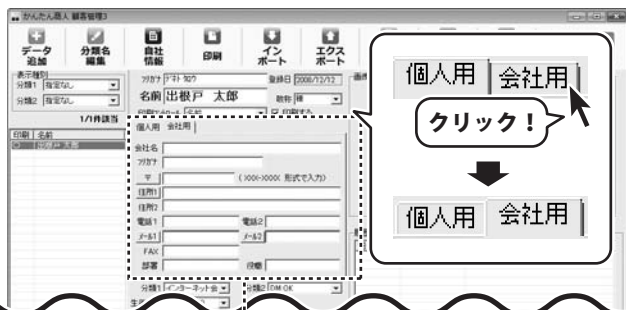 かんたん商人 顧客管理3
データ追加
分類名編集
自社情報
印刷
インポート
エクスポート
表示種別
分類1 指定なし
分類2 指定なし
1/1件該当
印刷 名前
フリガナ
登録日 2008/12/12
名前 出根戸 太郎
敬称 様
個人用 会社用
会社名
フリガナ
〒 (XXX-XXXX 形式で入力)
住所1
住所2
電話1 電話2
メール1 メール2
FAX
部署 役職
分類1 インターネット会
分類2 DM OK
個人用 会社用
クリック!
個人用 会社用